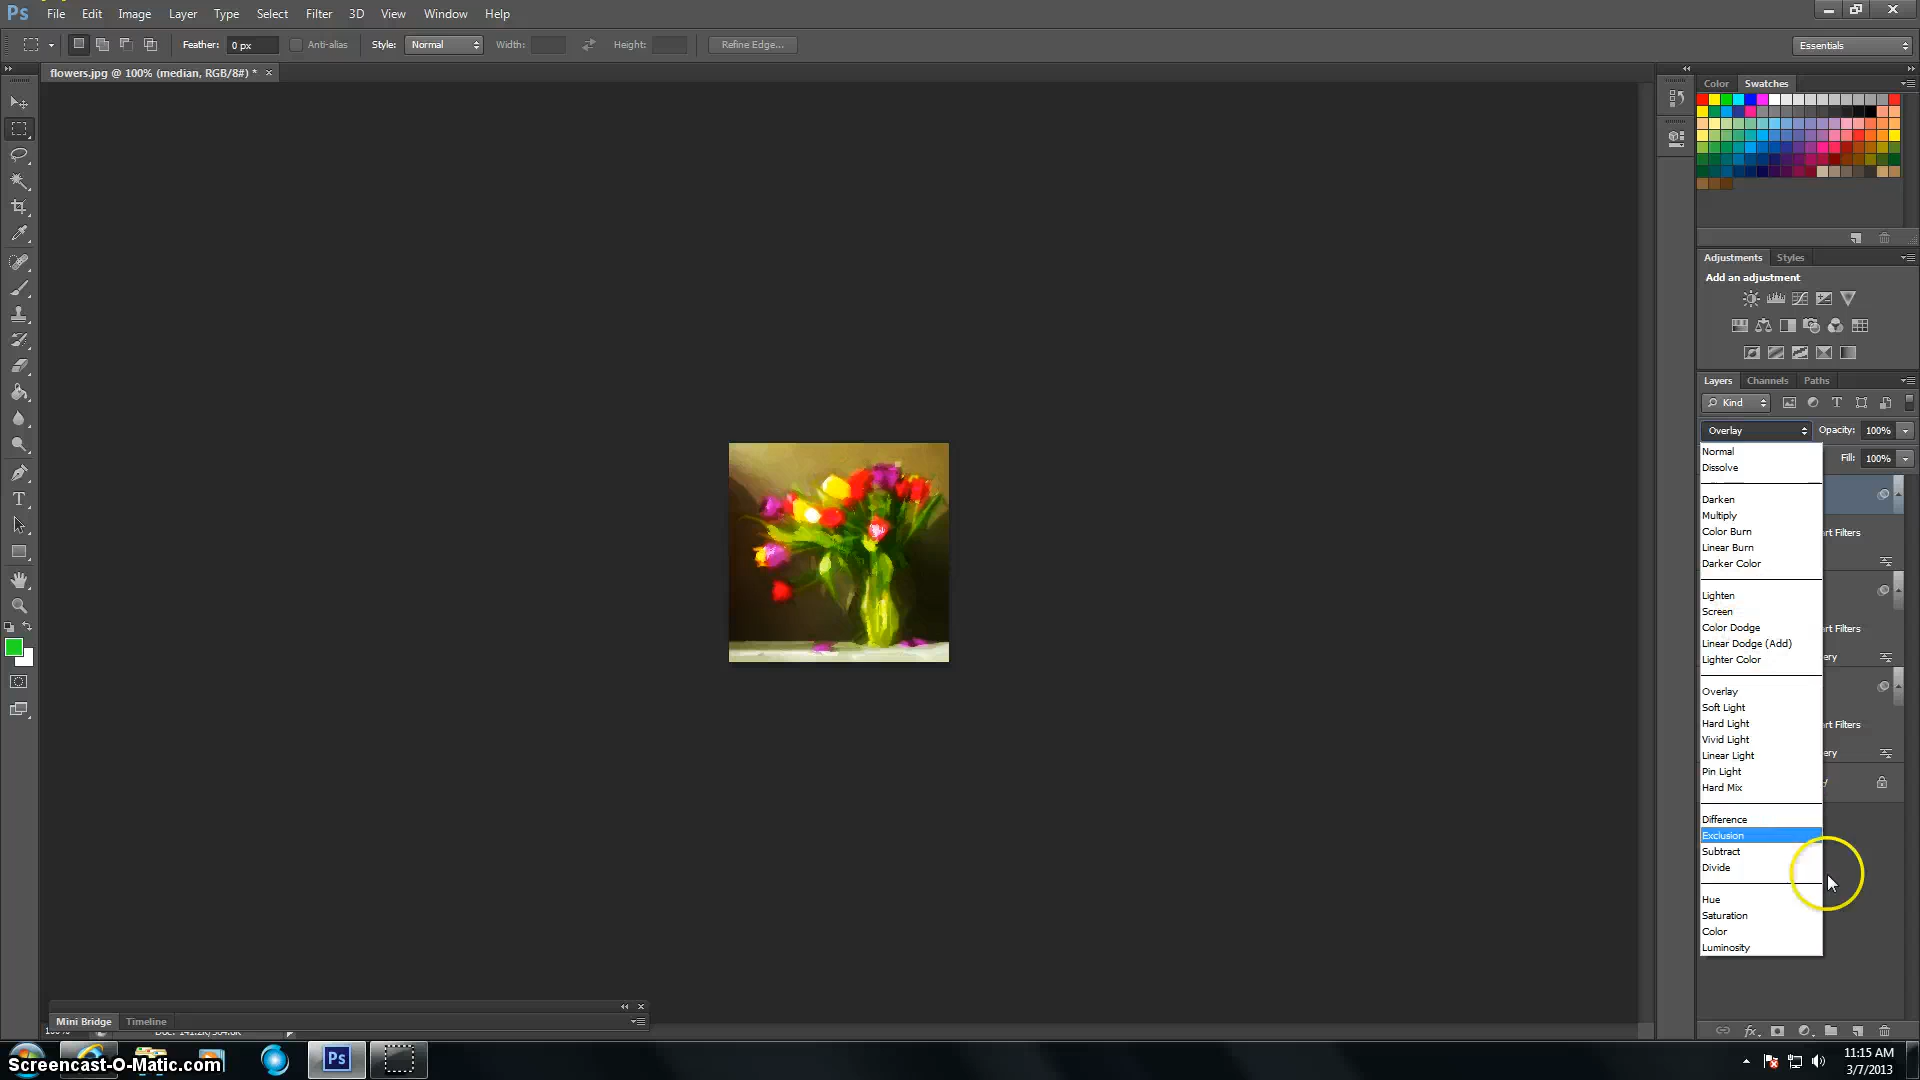 Ps File Edit Image Layer Type Select Filter 3D View Window Help
Feather: 0 px Anti-alias Style: Normal Width: Height: Refine Edge... Essentials
flowers.jpg @ 100% (median, RGB/8#) * ×
Color Swatches
Adjustments Styles
Add an adjustment
Layers Channels Paths
Kind
Overlay Opacity: 100%
Normal Fill: 100%
Dissolve
Darken
Multiply
Color Burn
art Filters
Linear Burn
Darker Color
Lighten
Screen
Color Dodge
art Filters
Linear Dodge (Add)
Lighter Color
ery
Overlay
Soft Light
Hard Light
art Filters
Vivid Light
Linear Light
ery
Pin Light
Hard Mix
Difference
Exclusion
Subtract
Divide
Hue
Saturation
Color
Luminosity
Mini Bridge Timeline
Ps
Screencast-O-Matic.com
11:15 AM
3/7/2013